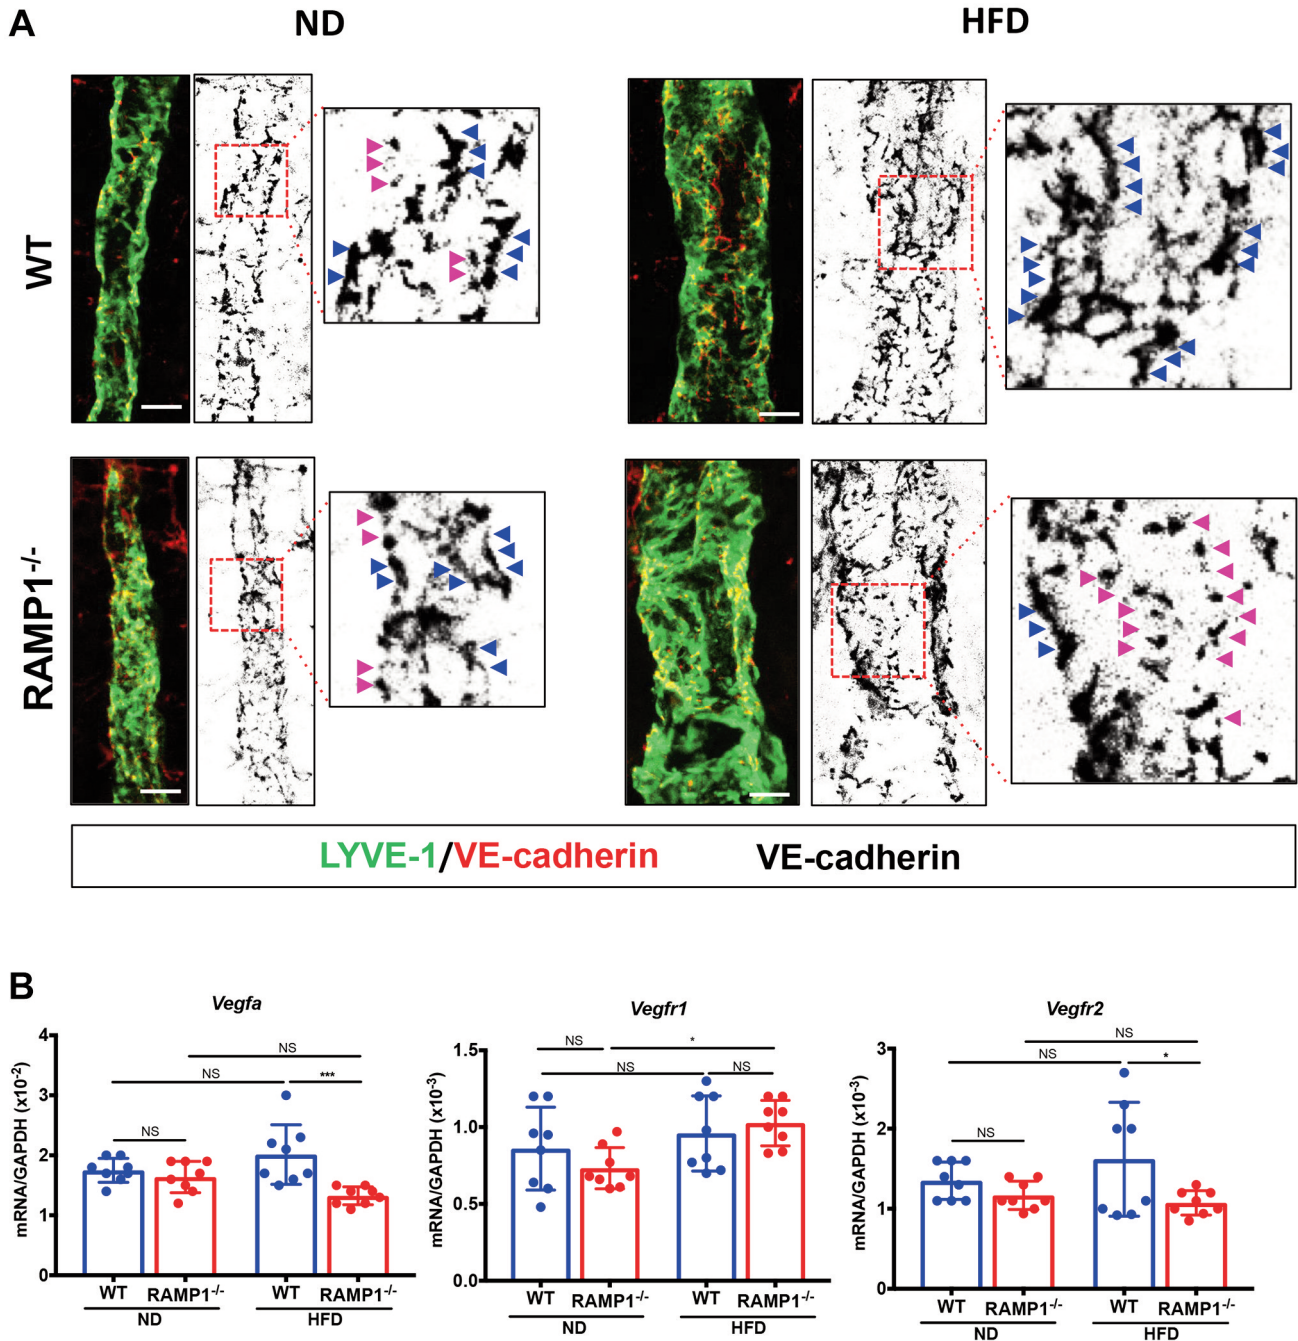 A
ND
HFD
WT
RAMP1-/-
LYVE-1/VE-cadherin VE-cadherin
B
Vegfa
mRNA/GAPDH (x10-2)
4
3
2
1
0
NS
NS
***
NS
WT RAMP1-/- WT RAMP1-/-
ND HFD
Vegfr1
mRNA/GAPDH (x10-3)
1.5
1.0
0.5
0.0
NS
*
NS
NS
WT RAMP1-/- WT RAMP1-/-
ND HFD
Vegfr2
mRNA/GAPDH (x10-3)
3
2
1
0
NS
NS
*
NS
WT RAMP1-/- WT RAMP1-/-
ND HFD